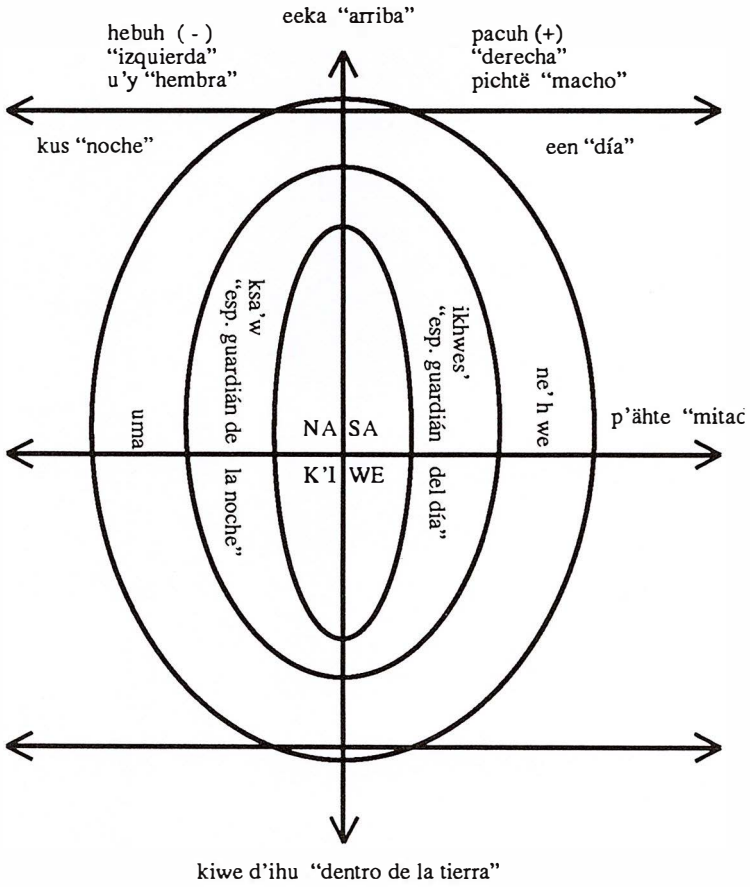 eeka “arriba”
hebuh ( - )
“izquierda”
u’y “hembra”
pacuh (+)
“derecha”
pichtë “macho”
kus “noche”
een “día”
ksa’w
“esp. guardián de la noche”
ikhwes’
“esp. guardián del día”
uma
ne’ h we
NA SA
K’I WE
p’ähte “mitad
kiwe d’ihu “dentro de la tierra”